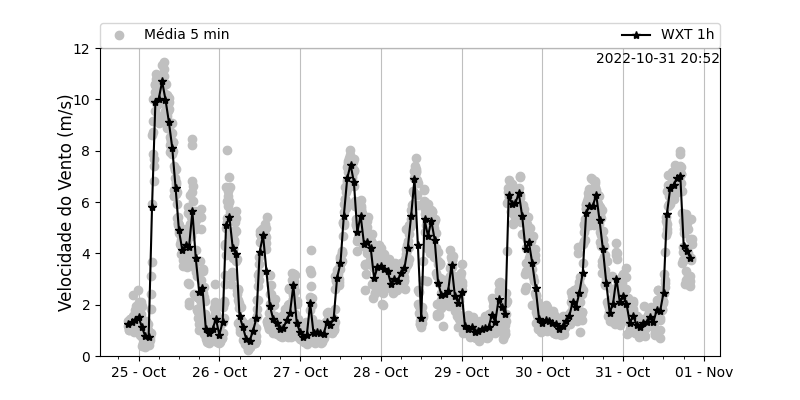 Média 5 min
WXT 1h
2022-10-31 20:52
Velocidade do Vento (m/s)
12
10
8
6
4
2
0
25 - Oct
26 - Oct
27 - Oct
28 - Oct
29 - Oct
30 - Oct
31 - Oct
01 - Nov